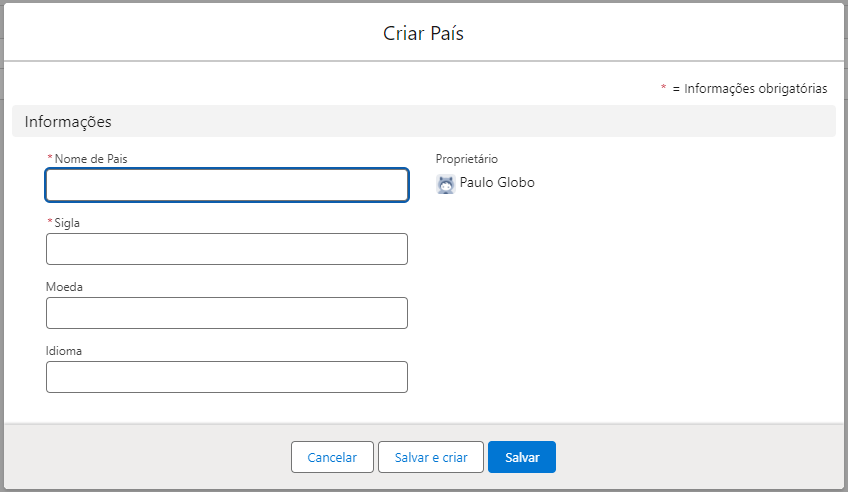 Criar País
* = Informações obrigatórias
Informações
*Nome de Pais
Proprietário
Paulo Globo
*Sigla
Moeda
Idioma
Cancelar
Salvar e criar
Salvar